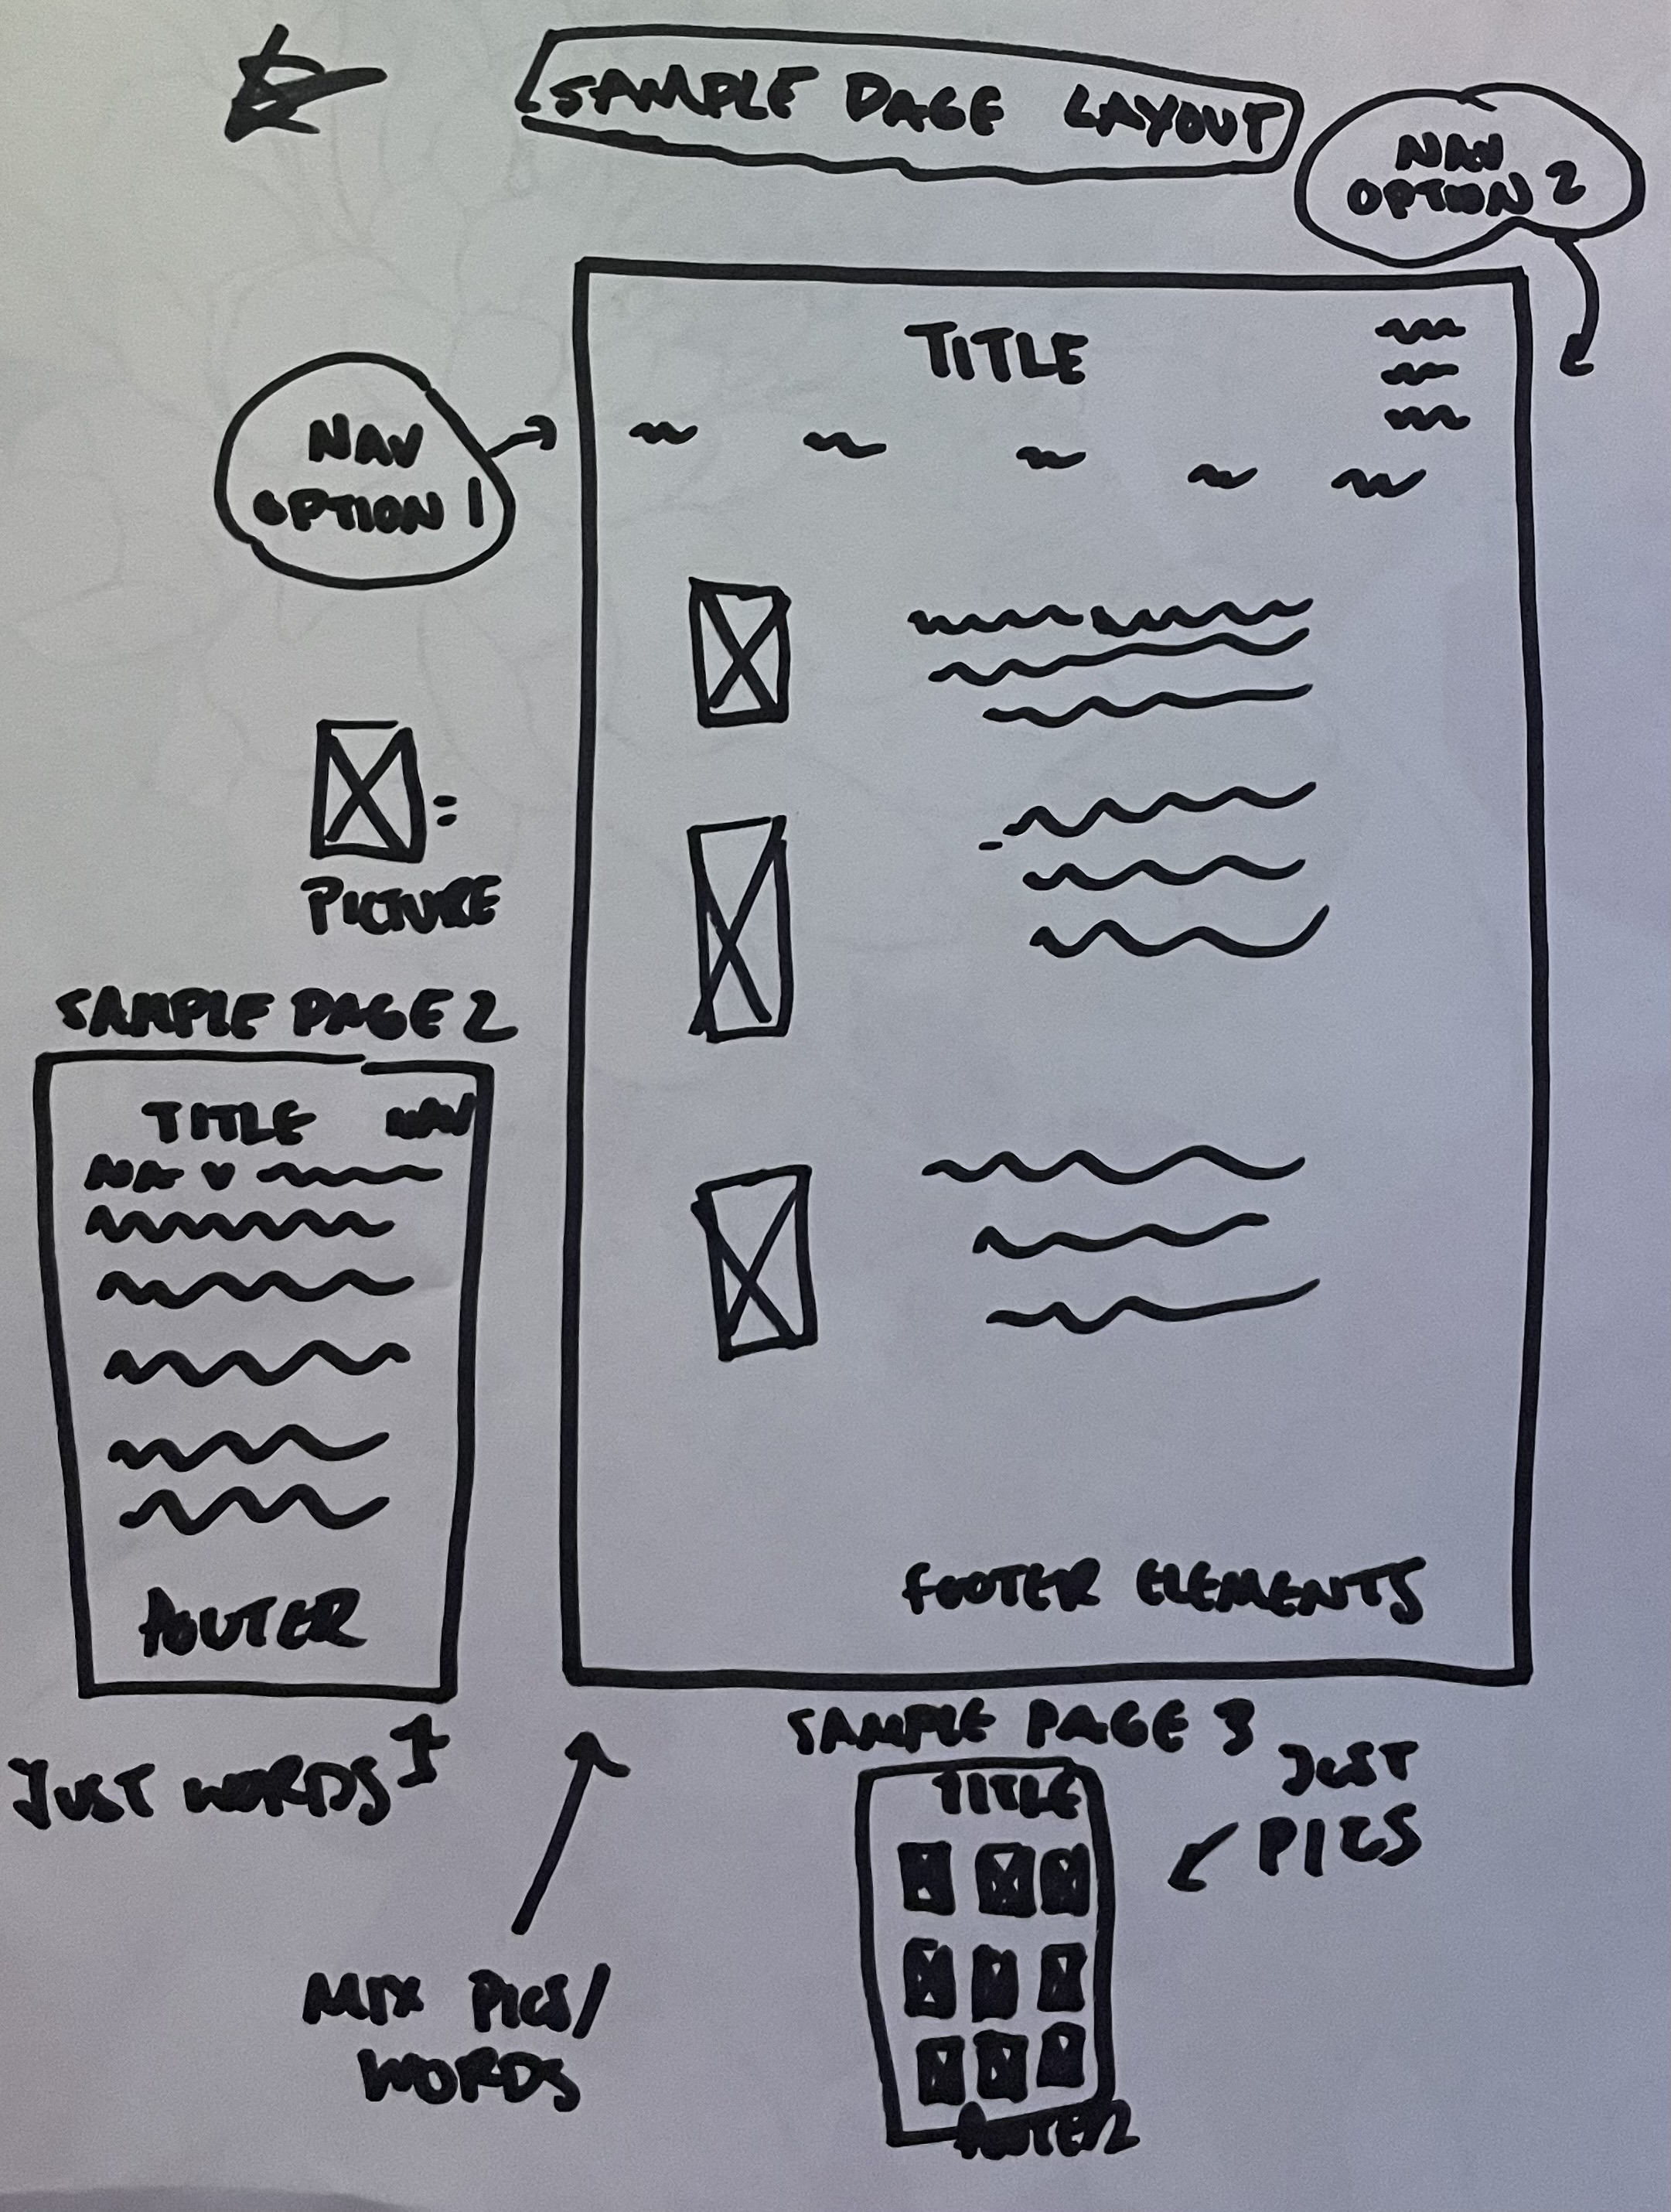 SAMPLE PAGE LAYOUT
NAV
OPTION 2
TITLE
NAV
OPTION 1
=
PICTURE
SAMPLE PAGE 2
TITLE NAV
NAV
FOOTER
JUST WORDS
FOOTER ELEMENTS
SAMPLE PAGE 3
JUST
PICS
TITLE
FOOTER
MIX PICS/
WORDS